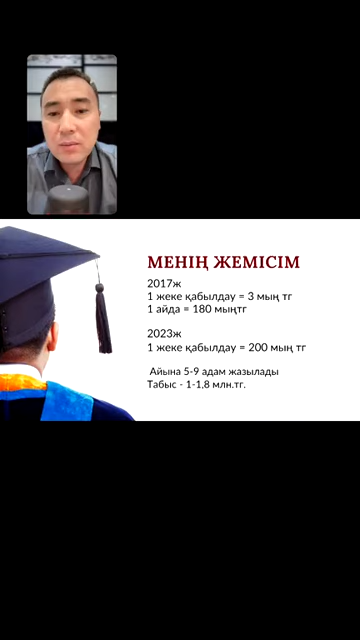 МЕНІҢ ЖЕМІСІМ
2017ж
1 жеке қабылдау = 3 мың тг
1 айда = 180 мыңтг
2023ж
1 жеке қабылдау = 200 мың тг
Айына 5-9 адам жазылады
Табыс - 1-1,8 млн.тг.